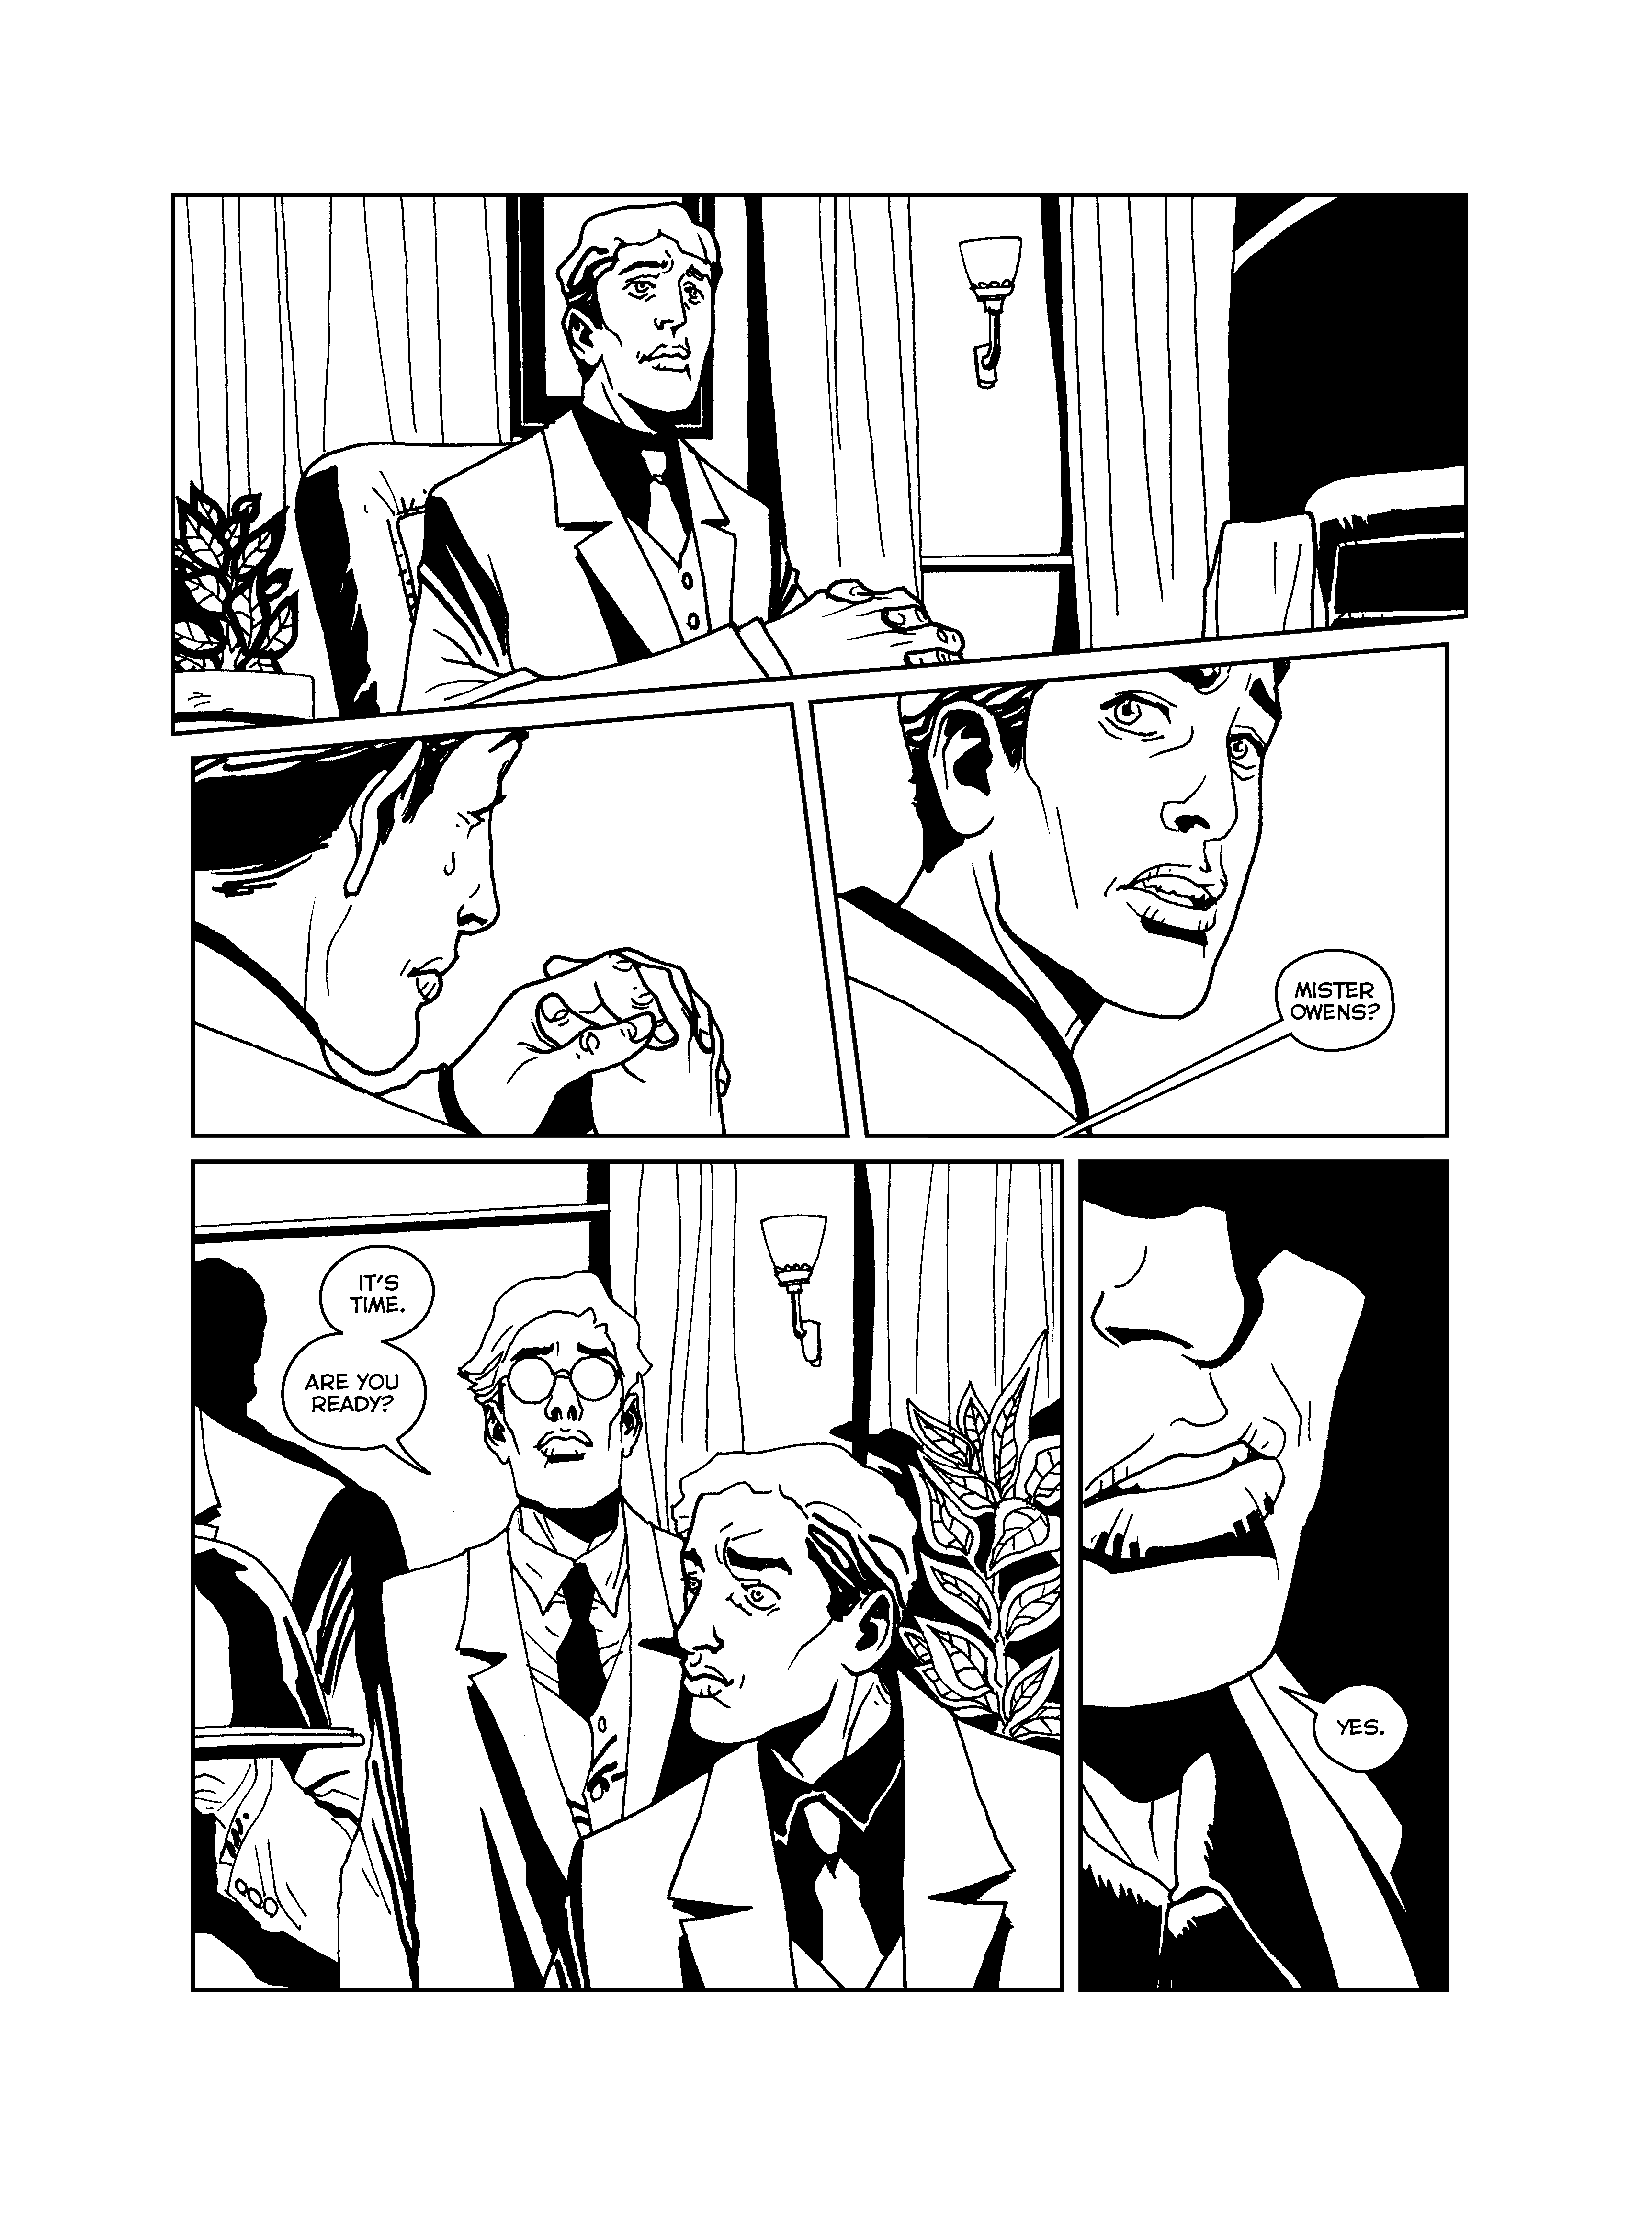 MISTER
OWENS?
IT'S
TIME.
ARE YOU
READY?
YES.